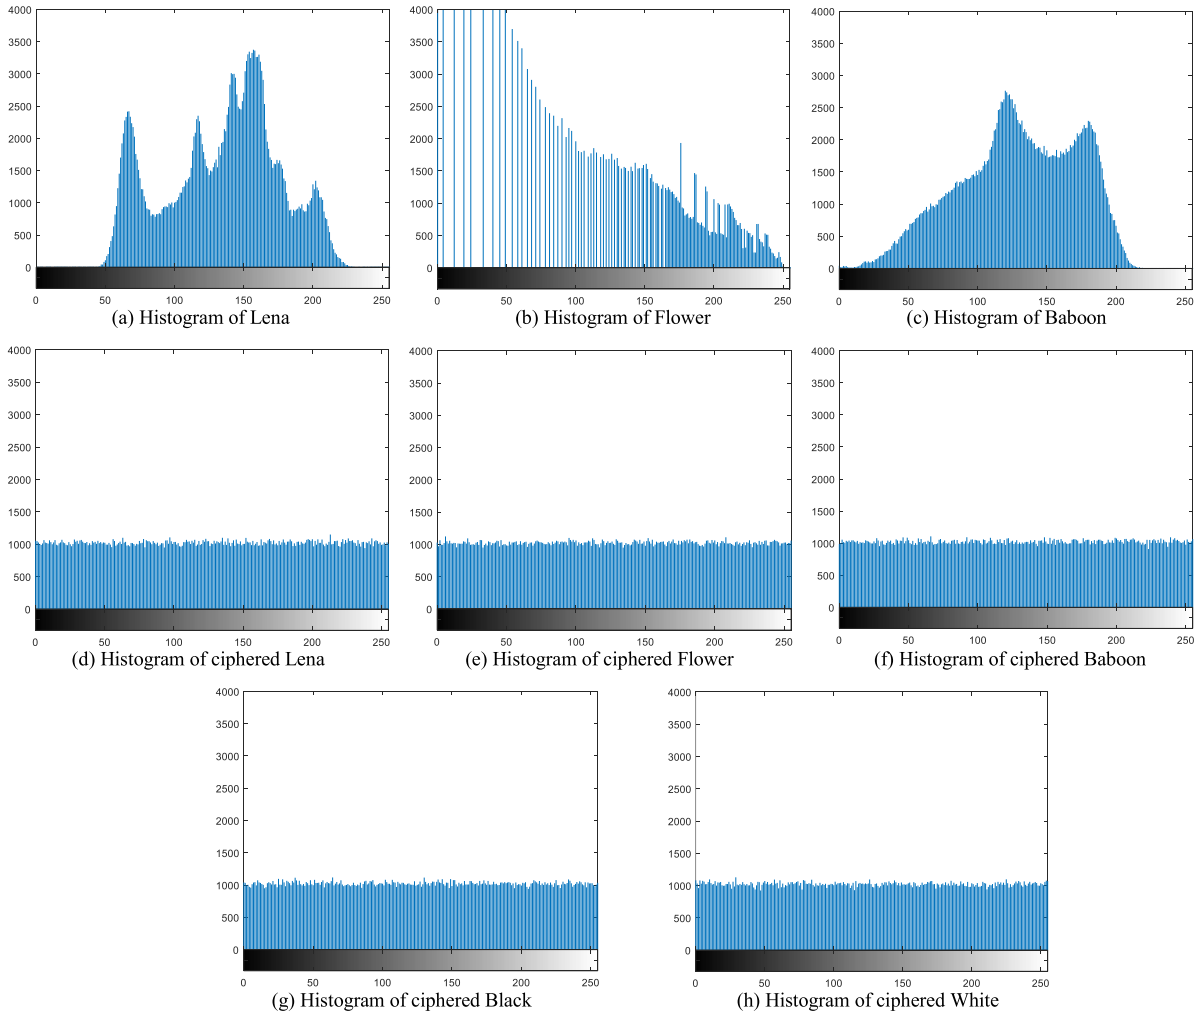 4000 4000 4000
3500 3500 3500
3000 3000 3000
2500 2500 2500
2000 2000 2000
1500 1500 1500
1000 1000 1000
500 500 500
0 0 0
0 50 100 150 200 250 0 50 100 150 200 250 0 50 100 150 200 250
(a) Histogram of Lena (b) Histogram of Flower (c) Histogram of Baboon
4000 4000 4000
3500 3500 3500
3000 3000 3000
2500 2500 2500
2000 2000 2000
1500 1500 1500
1000 1000 1000
500 500 500
0 0 0
0 50 100 150 200 250 0 50 100 150 200 250 0 50 100 150 200 250
(d) Histogram of ciphered Lena (e) Histogram of ciphered Flower (f) Histogram of ciphered Baboon
4000 4000
3500 3500
3000 3000
2500 2500
2000 2000
1500 1500
1000 1000
500 500
0 0
0 50 100 150 200 250 0 50 100 150 200 250
(g) Histogram of ciphered Black (h) Histogram of ciphered White